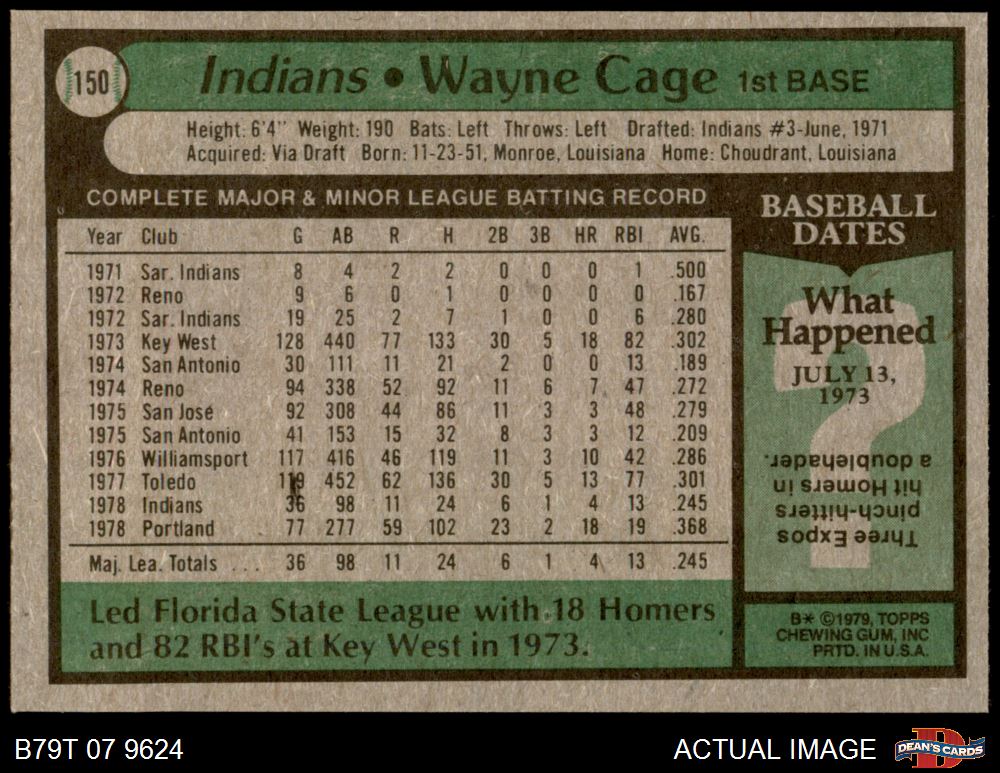 150
Indians • Wayne Cage 1st BASE
Height: 6'4" Weight: 190 Bats: Left Throws: Left Drafted: Indians #3-June, 1971
Acquired: Via Draft Born: 11-23-51, Monroe, Louisiana Home: Choudrant, Louisiana
COMPLETE MAJOR & MINOR LEAGUE BATTING RECORD
Year Club G AB R H 2B 3B HR RBI AVG.
1971 Sar. Indians 8 4 2 2 0 0 0 1 .500
1972 Reno 9 6 0 1 0 0 0 0 .167
1972 Sar. Indians 19 25 2 7 1 0 0 6 .280
1973 Key West 128 440 77 133 30 5 18 82 .302
1974 San Antonio 30 111 11 21 2 0 0 13 .189
1974 Reno 94 338 52 92 11 6 7 47 .272
1975 San José 92 308 44 86 11 3 3 48 .279
1975 San Antonio 41 153 15 32 8 3 3 12 .209
1976 Williamsport 117 416 46 119 11 3 10 42 .286
1977 Toledo 119 452 62 136 30 5 13 77 .301
1978 Indians 36 98 11 24 6 1 4 13 .245
1978 Portland 77 277 59 102 23 2 18 19 .368
Maj. Lea. Totals ... 36 98 11 24 6 1 4 13 .245
Led Florida State League with 18 Homers
and 82 RBI's at Key West in 1973.
BASEBALL
DATES
What
Happened
JULY 13,
1973
?
Three Expos
pinch-hitters
hit Homers in
a doubleheader.
B* ©1979, TOPPS
CHEWING GUM, INC
PRTD. IN U.S.A.
B79T 07 9624
ACTUAL IMAGE
D
DEAN'S CARDS